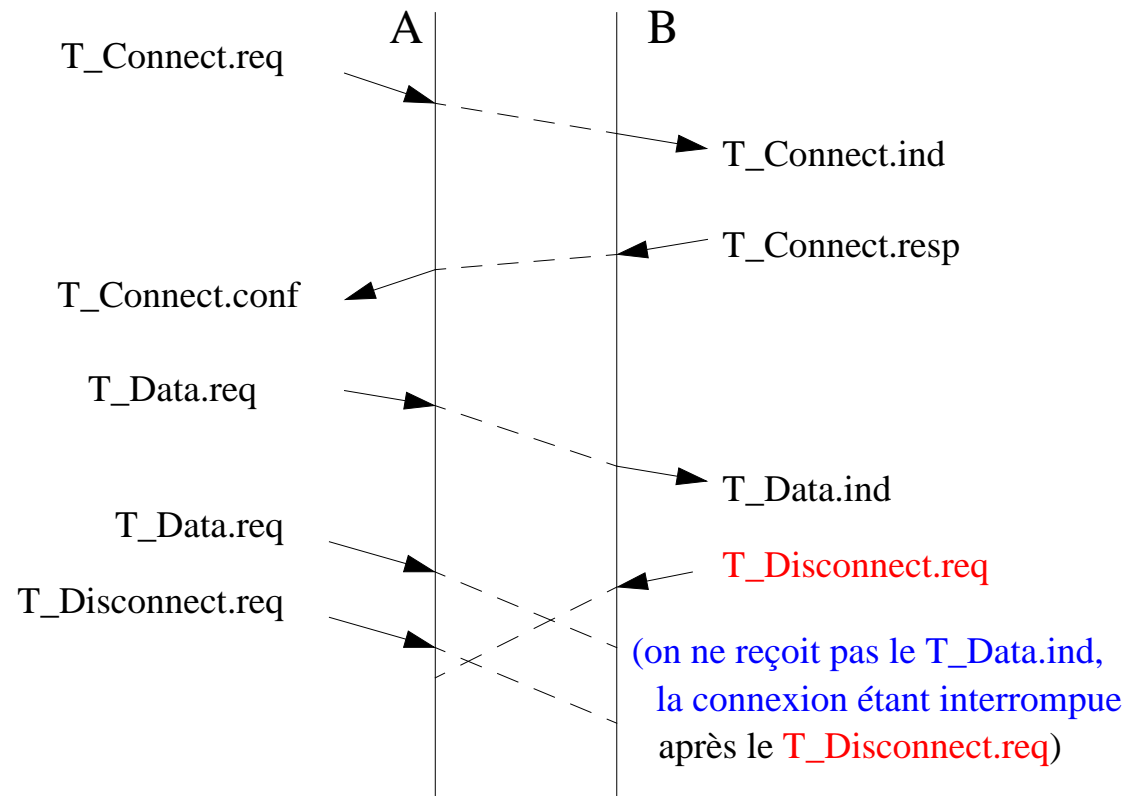 A
B
T_Connect.req
T_Connect.ind
T_Connect.resp
T_Connect.conf
T_Data.req
T_Data.ind
T_Data.req
T_Disconnect.req
T_Disconnect.req
(on ne reçoit pas le T_Data.ind,
la connexion étant interrompue
après le T_Disconnect.req)